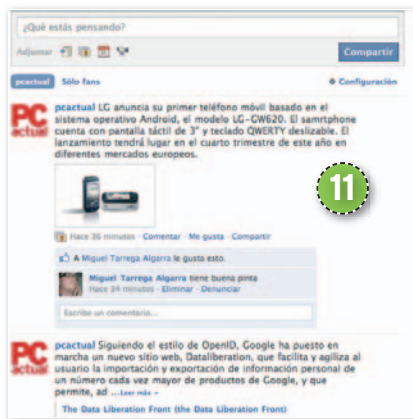 ¿Qué estás pensando?
Adjuntar
Compartir
pcactual Sólo fans
Configuración
PC
actual
pcactual LG anuncia su primer teléfono móvil basado en el
sistema operativo Android, el modelo LG-GW620. El samrtphone
cuenta con pantalla táctil de 3" y teclado QWERTY deslizable. El
lanzamiento tendrá lugar en el cuarto trimestre de este año en
diferentes mercados europeos.
11
Hace 36 minutos · Comentar · Me gusta · Compartir
A Miguel Tarrega Algarra le gusta esto.
Miguel Tarrega Algarra tiene buena pinta
Hace 34 minutos · Eliminar · Denunciar
Escribe un comentario...
PC
actual
pcactual Siguiendo el estilo de OpenID, Google ha puesto en
marcha un nuevo sitio web, Dataliberation, que facilita y agiliza al
usuario la importación y exportación de información personal de
un número cada vez mayor de productos de Google, y que
permite, ad ...Leer más
The Data Liberation Front (the Data Liberation Front)